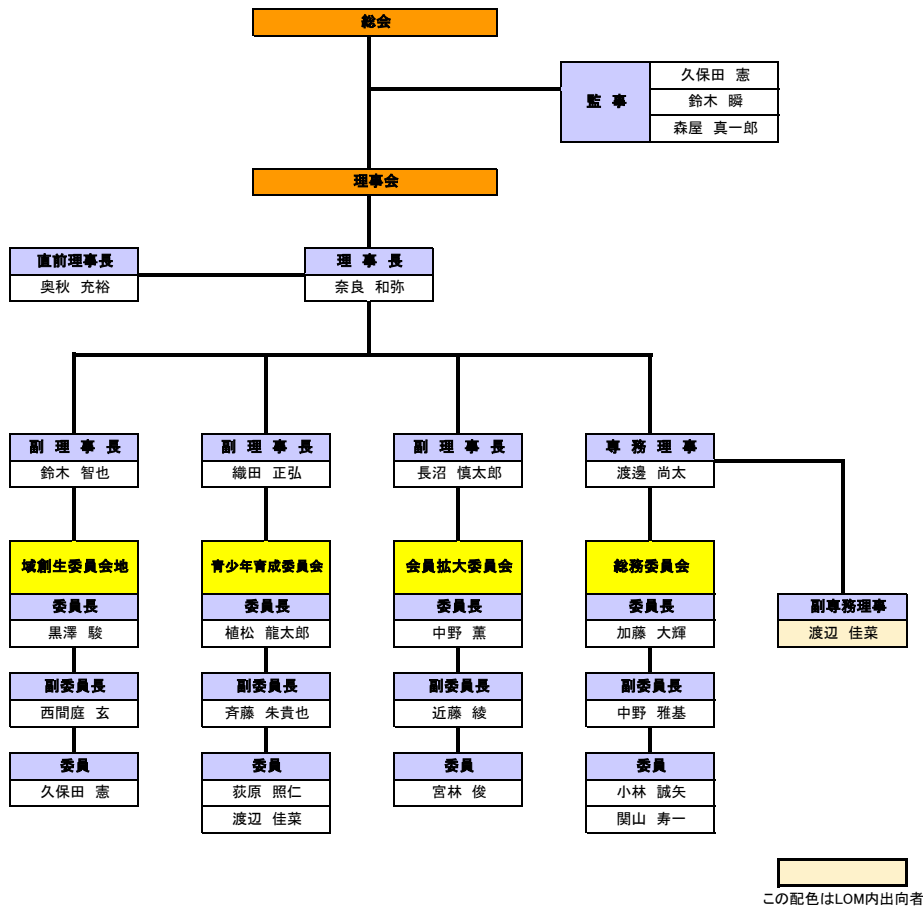 総会
監 事
久保田 憲
鈴木 瞬
森屋 真一郎
理事会
直前理事長
奥秋 充裕
理 事 長
奈良 和弥
副 理 事 長
鈴木 智也
副 理 事 長
織田 正弘
副 理 事 長
長沼 慎太郎
専 務 理 事
渡邊 尚太
域創生委員会地
委員長
黒澤 駿
副委員長
西間庭 玄
委員
久保田 憲
青少年育成委員会
委員長
植松 龍太郎
副委員長
斉藤 朱貴也
委員
荻原 照仁
渡辺 佳菜
会員拡大委員会
委員長
中野 薫
副委員長
近藤 綾
委員
宮林 俊
総務委員会
委員長
加藤 大輝
副委員長
中野 雅基
委員
小林 誠矢
関山 寿一
副専務理事
渡辺 佳菜
この配色はLOM内出向者